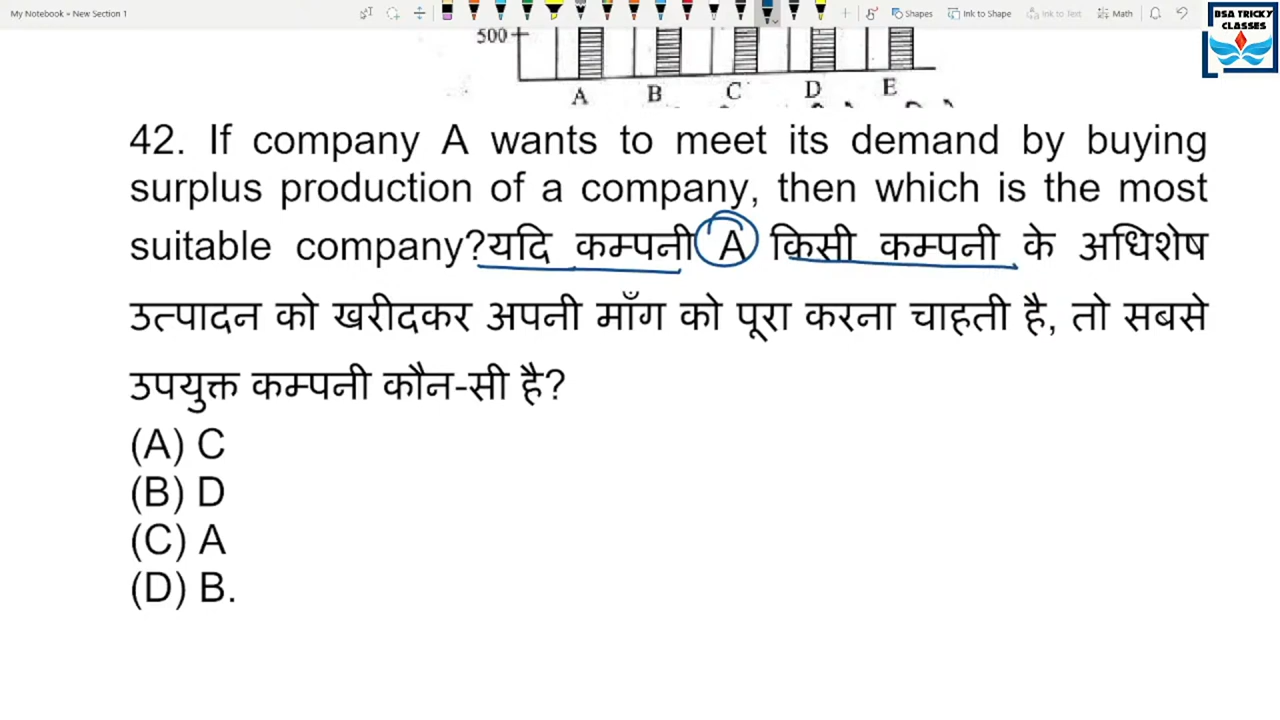 My Notebook » New Section 1
Shapes
Ink to Shape
Ink to Text
Math
BSA TRICKY
CLASSES
500
A B C D E
42. If company A wants to meet its demand by buying
surplus production of a company, then which is the most
suitable company?यदि कम्पनी A किसी कम्पनी के अधिशेष
उत्पादन को खरीदकर अपनी माँग को पूरा करना चाहती है, तो सबसे
उपयुक्त कम्पनी कौन-सी है?
(A) C
(B) D
(C) A
(D) B.